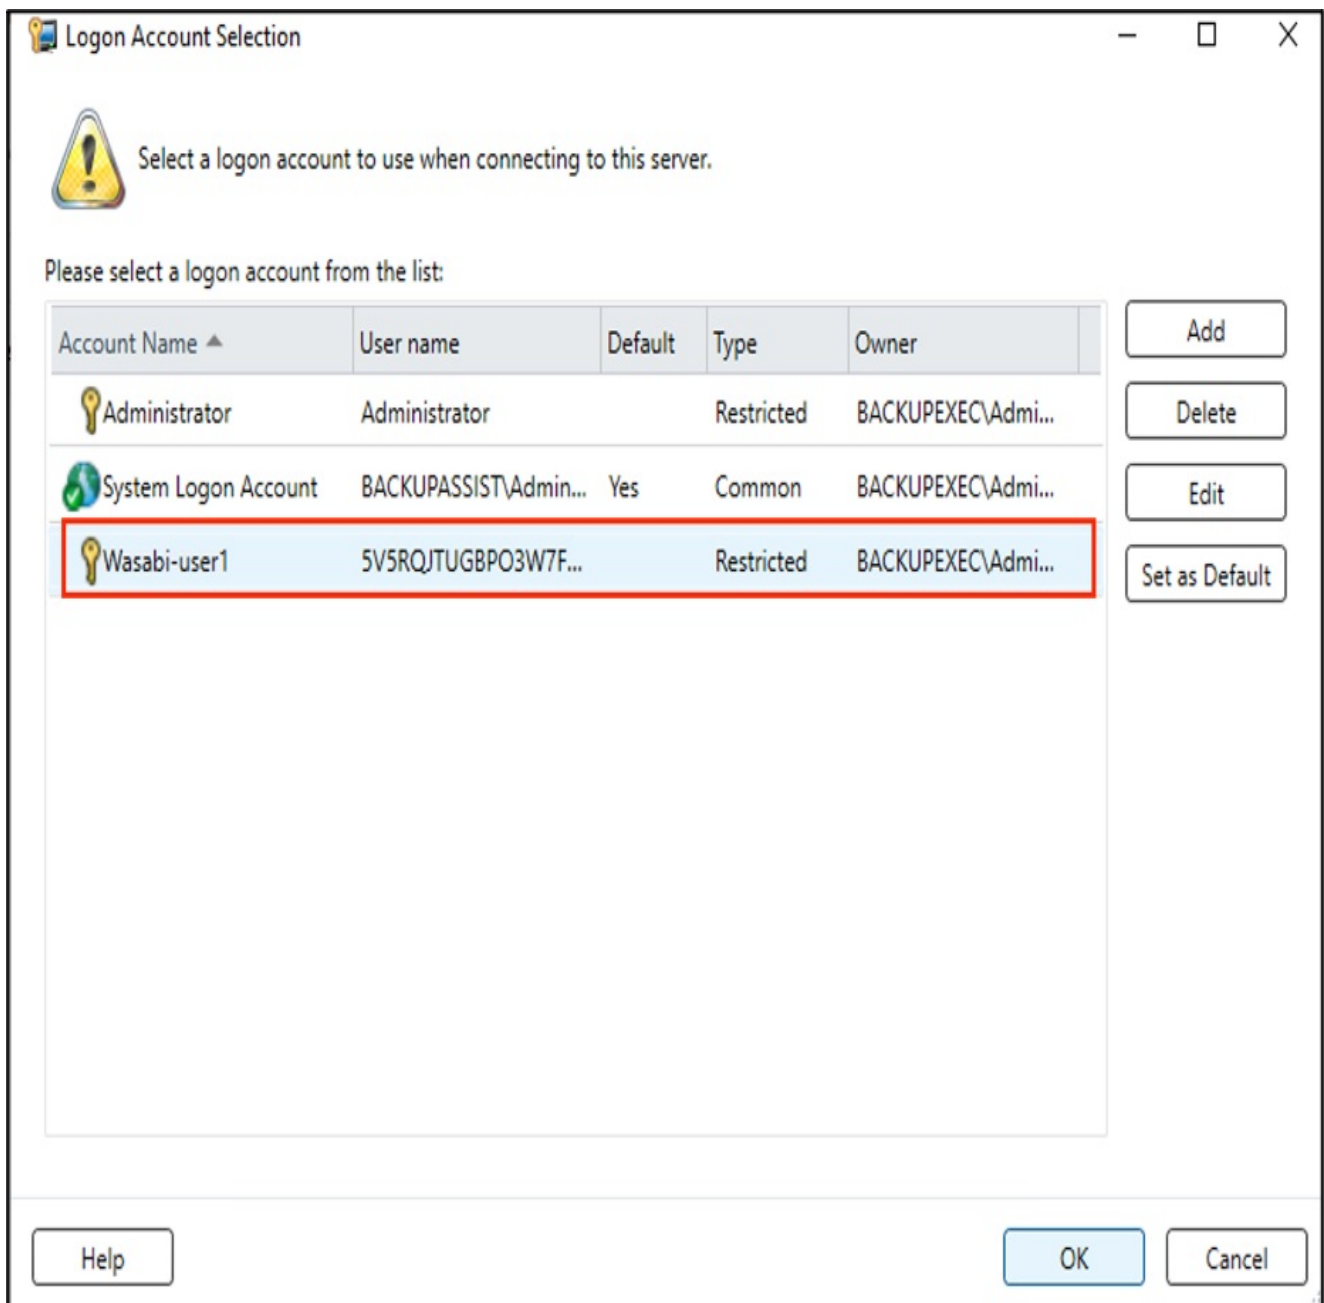 Logon Account Selection
Select a logon account to use when connecting to this server.
Please select a logon account from the list:
Account Name User name Default Type Owner
Administrator Administrator Restricted BACKUPEXEC\Admi...
System Logon Account BACKUPASSIST\Admin... Yes Common BACKUPEXEC\Admi...
Wasabi-user1 5V5RQJTUGBPO3W7F... Restricted BACKUPEXEC\Admi...
Add
Delete
Edit
Set as Default
Help OK Cancel